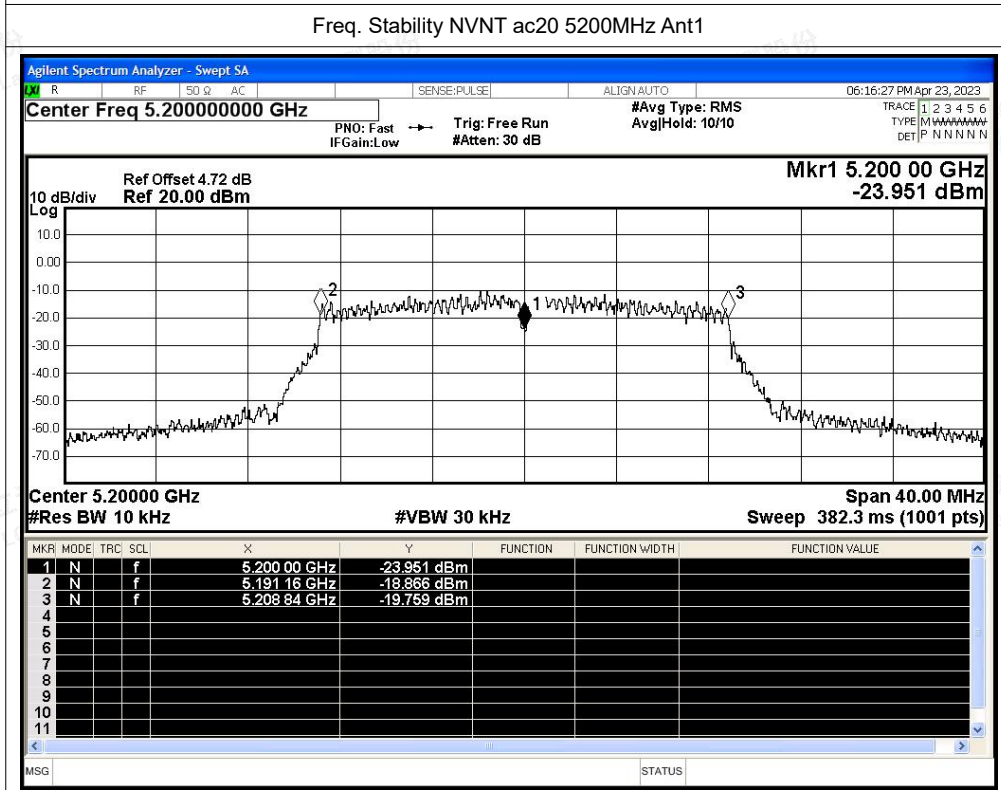 Freq. Stability NVNT ac20 5200MHz Ant1
Agilent Spectrum Analyzer - Swept SA
LXI R RF 50 Ω AC SENSE:PULSE ALIGN AUTO 06:16:27 PM Apr 23, 2023
Center Freq 5.200000000 GHz #Avg Type: RMS TRACE 1 2 3 4 5 6
PNO: Fast Trig: Free Run Avg|Hold: 10/10 TYPE M WWWWW
IFGain:Low #Atten: 30 dB DET P N N N N N
Mkr1 5.200 00 GHz
Ref Offset 4.72 dB
10 dB/div Ref 20.00 dBm -23.951 dBm
Log
10.0
0.00
-10.0
2
1
3
-20.0
-30.0
-40.0
-50.0
-60.0
-70.0
Center 5.20000 GHz Span 40.00 MHz
#Res BW 10 kHz #VBW 30 kHz Sweep 382.3 ms (1001 pts)
MKR MODE TRC SCL X Y FUNCTION FUNCTION WIDTH FUNCTION VALUE
1 N f 5.200 00 GHz -23.951 dBm
2 N f 5.191 16 GHz -18.866 dBm
3 N f 5.208 84 GHz -19.759 dBm
4
5
6
7
8
9
10
11
MSG STATUS